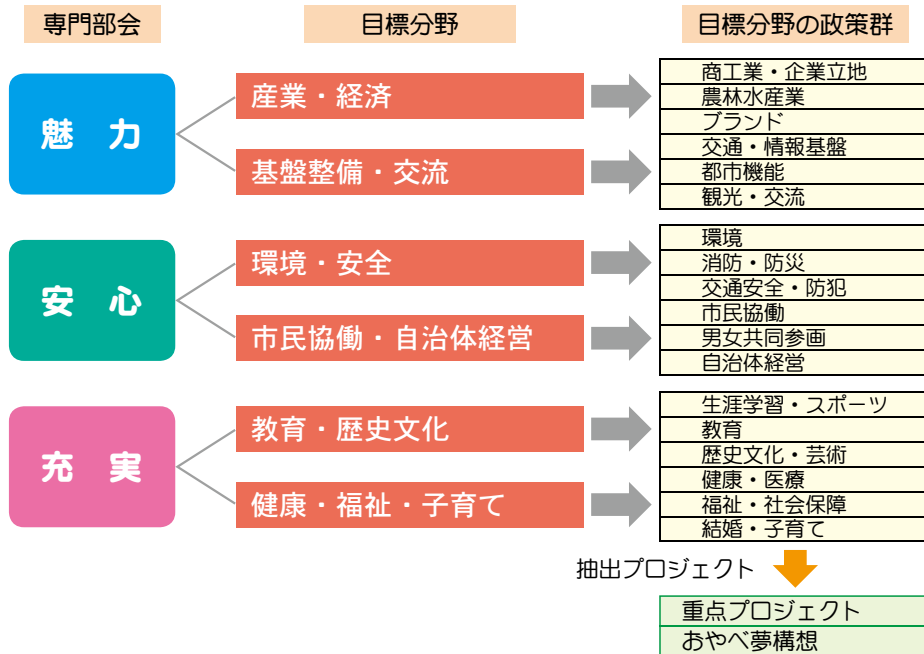 専門部会
目標分野
目標分野の政策群
魅 力
産業・経済
基盤整備・交流
商工業・企業立地
農林水産業
ブランド
交通・情報基盤
都市機能
観光・交流
安 心
環境・安全
市民協働・自治体経営
環境
消防・防災
交通安全・防犯
市民協働
男女共同参画
自治体経営
充 実
教育・歴史文化
健康・福祉・子育て
生涯学習・スポーツ
教育
歴史文化・芸術
健康・医療
福祉・社会保障
結婚・子育て
抽出プロジェクト
重点プロジェクト
おやべ夢構想